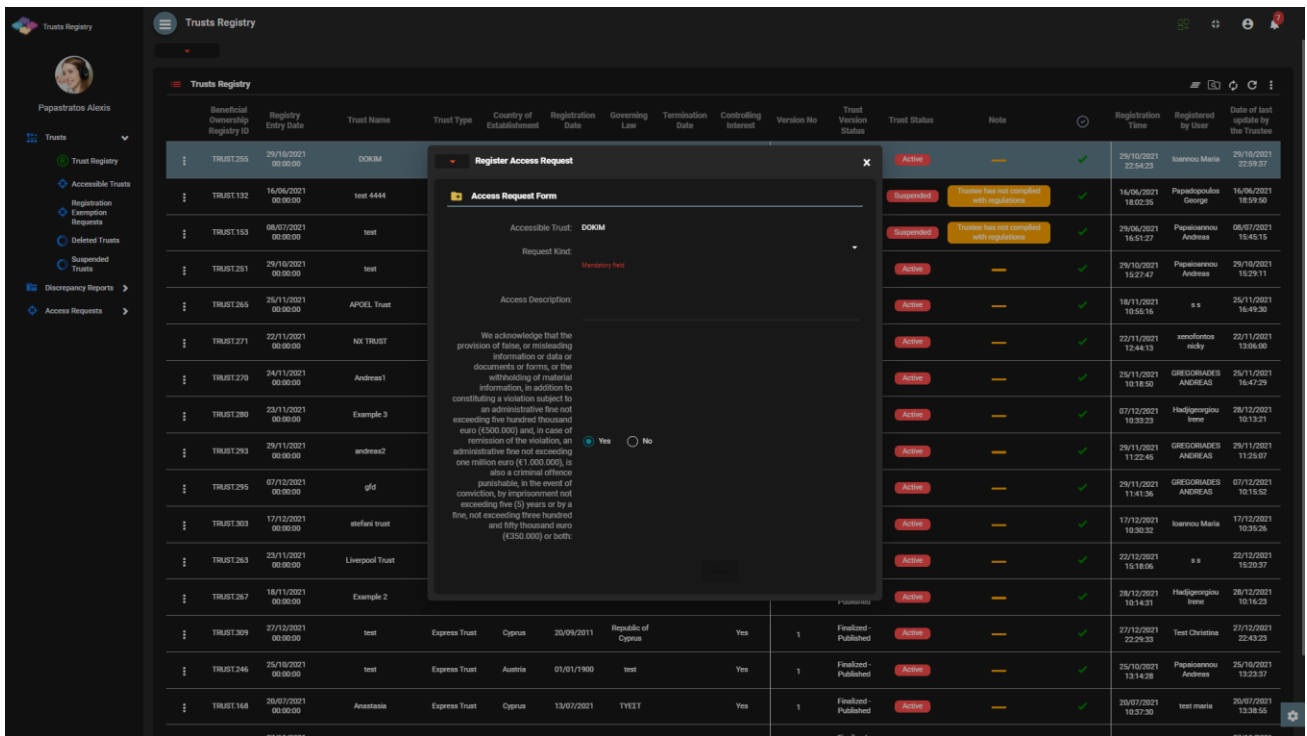 Trusts Registry
Trusts Registry
7
Papastratos Alexis
Trusts
Trust Registry
Accessible Trusts
Registration
Exemption
Requests
Deleted Trusts
Suspended
Trusts
Discrepancy Reports
Access Requests
Trusts Registry
Beneficial Ownership Registry ID Registry Entry Date Trust Name Trust Type Country of Establishment Registration Date Governing Law Termination Date Controlling Interest Version No Trust Version Status Trust Status Note Registration Time Registered by User Date of last update by the Trustee
TRUST.255 29/10/2021 00:00:00 DOKIM Active 29/10/2021 22:54:23 Ioannou Maria 29/10/2021 22:59:37
TRUST.132 16/06/2021 00:00:00 test 4444 Suspended Trustee has not complied with regulations 16/06/2021 18:02:35 Papadopoulos George 16/06/2021 18:59:50
TRUST.153 08/07/2021 00:00:00 test Suspended Trustee has not complied with regulations 29/06/2021 16:51:27 Papaioannou Andreas 08/07/2021 15:45:15
TRUST.251 29/10/2021 00:00:00 test Active 29/10/2021 15:27:47 Papaioannou Andreas 29/10/2021 15:29:11
TRUST.265 25/11/2021 00:00:00 APOEL Trust Active 18/11/2021 10:55:16 s s 25/11/2021 16:49:30
TRUST.271 22/11/2021 00:00:00 NX TRUST Active 22/11/2021 12:44:13 xenofontos nicky 22/11/2021 13:06:00
TRUST.270 24/11/2021 00:00:00 Andreas1 Active 25/11/2021 10:18:50 GREGORIADES ANDREAS 25/11/2021 16:47:29
TRUST.280 23/11/2021 00:00:00 Example 3 Active 07/12/2021 10:33:23 Hadjigeorgiou Irene 28/12/2021 10:13:21
TRUST.293 29/11/2021 00:00:00 andreas2 Active 29/11/2021 11:22:45 GREGORIADES ANDREAS 29/11/2021 11:25:07
TRUST.295 07/12/2021 00:00:00 gfd Active 29/11/2021 11:41:36 GREGORIADES ANDREAS 07/12/2021 10:15:52
TRUST.303 17/12/2021 00:00:00 stefani trust Active 17/12/2021 10:30:32 Ioannou Maria 17/12/2021 10:35:26
TRUST.263 23/11/2021 00:00:00 Liverpool Trust Active 22/12/2021 15:18:06 s s 22/12/2021 15:20:37
TRUST.267 18/11/2021 00:00:00 Example 2 Published Active 28/12/2021 10:14:31 Hadjigeorgiou Irene 28/12/2021 10:16:23
TRUST.309 27/12/2021 00:00:00 test Express Trust Cyprus 20/09/2011 Republic of Cyprus Yes 1 Finalized - Published Active 27/12/2021 22:29:33 Test Christina 27/12/2021 22:43:23
TRUST.246 25/10/2021 00:00:00 test Express Trust Austria 01/01/1900 test Yes 1 Finalized - Published Active 25/10/2021 13:14:28 Papaioannou Andreas 25/10/2021 13:23:37
TRUST.168 20/07/2021 00:00:00 Anastasia Express Trust Cyprus 13/07/2021 ΤΥΕΣΤ Yes 1 Finalized - Published Active 20/07/2021 10:37:30 test maria 20/07/2021 13:38:55
Register Access Request
Access Request Form
Accessible Trust: DOKIM
Request Kind:
Mandatory field
Access Description:
We acknowledge that the
provision of false, or misleading
information or data or
documents or forms, or the
withholding of material
information, in addition to
constituting a violation subject to
an administrative fine not
exceeding five hundred thousand
euro (€500.000) and, in case of
remission of the violation, an
administrative fine not exceeding
one million euro (€1.000.000), is
also a criminal offence
punishable, in the event of
conviction, by imprisonment not
exceeding five (5) years or by a
fine, not exceeding three hundred
and fifty thousand euro
(€350.000) or both:
Yes No